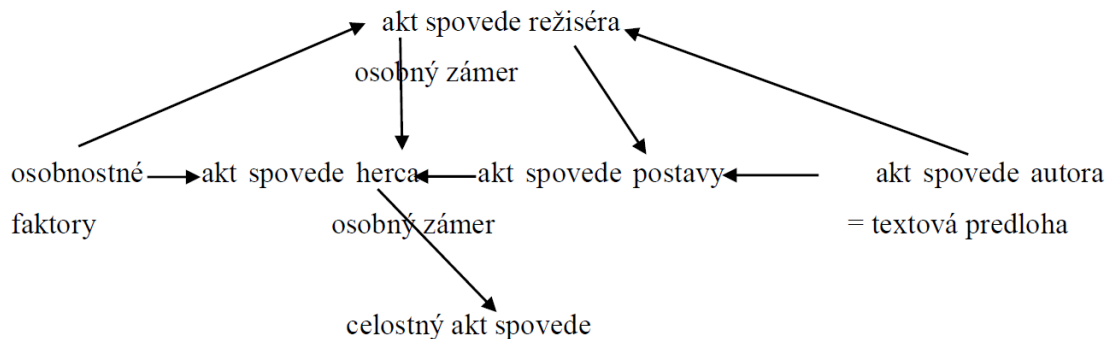 akt spovede režiséra
osobný zámer
osobnostné akt spovede herca akt spovede postavy akt spovede autora
faktory osobný zámer = textová predloha
celostný akt spovede